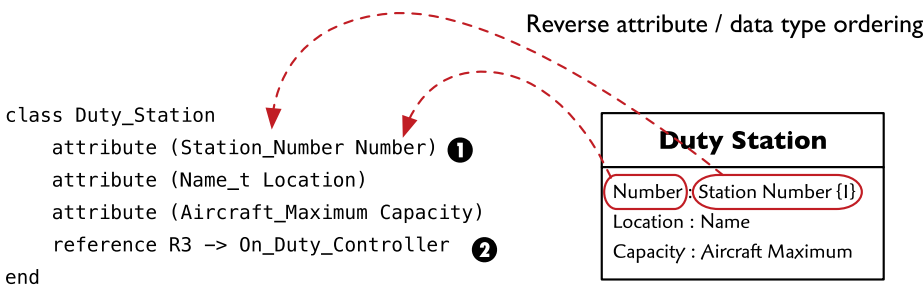 Reverse attribute / data type ordering
class Duty_Station
attribute (Station_Number Number) 1
attribute (Name_t Location)
attribute (Aircraft_Maximum Capacity)
reference R3 −> On_Duty_Controller 2
end
Duty Station
Number : Station Number {I}
Location : Name
Capacity : Aircraft Maximum